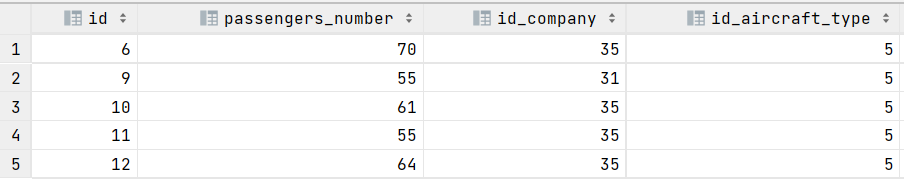 id passengers_number id_company id_aircraft_type
1 6 70 35 5
2 9 55 31 5
3 10 61 35 5
4 11 55 35 5
5 12 64 35 5